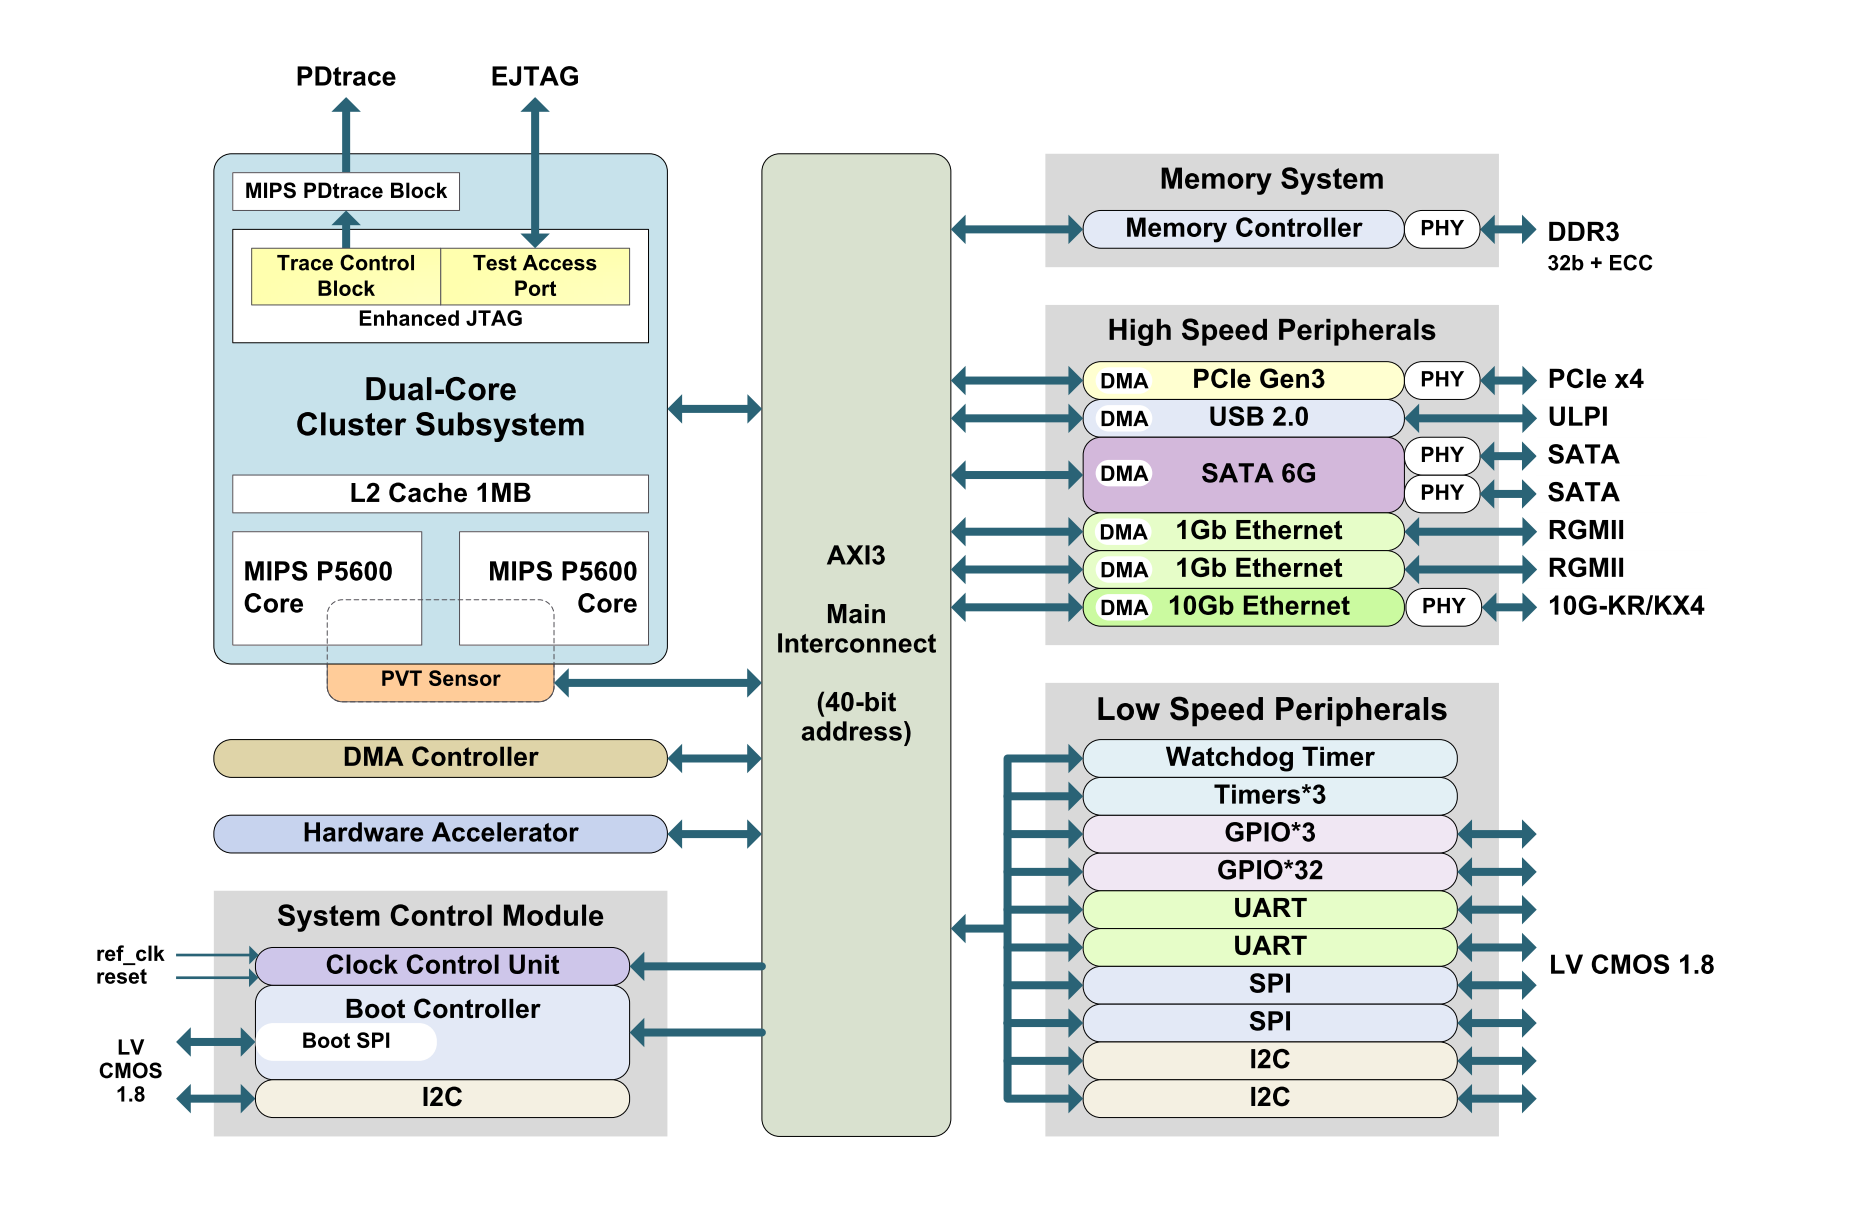 PDtrace
EJTAG
MIPS PDtrace Block
Trace Control
Block
Test Access
Port
Enhanced JTAG
Dual-Core
Cluster Subsystem
L2 Cache 1MB
MIPS P5600
Core
MIPS P5600
Core
PVT Sensor
DMA Controller
Hardware Accelerator
System Control Module
ref_clk
reset
Clock Control Unit
Boot Controller
Boot SPI
LV
CMOS
1.8
I2C
AXI3
Main
Interconnect
(40-bit
address)
Memory System
Memory Controller
PHY
DDR3
32b + ECC
High Speed Peripherals
DMA PCIe Gen3 PHY PCIe x4
DMA USB 2.0 ULPI
DMA SATA 6G
PHY SATA
PHY SATA
DMA 1Gb Ethernet RGMII
DMA 1Gb Ethernet RGMII
DMA 10Gb Ethernet PHY 10G-KR/KX4
Low Speed Peripherals
Watchdog Timer
Timers*3
GPIO*3
GPIO*32
UART
UART
SPI
SPI
I2C
I2C
LV CMOS 1.8